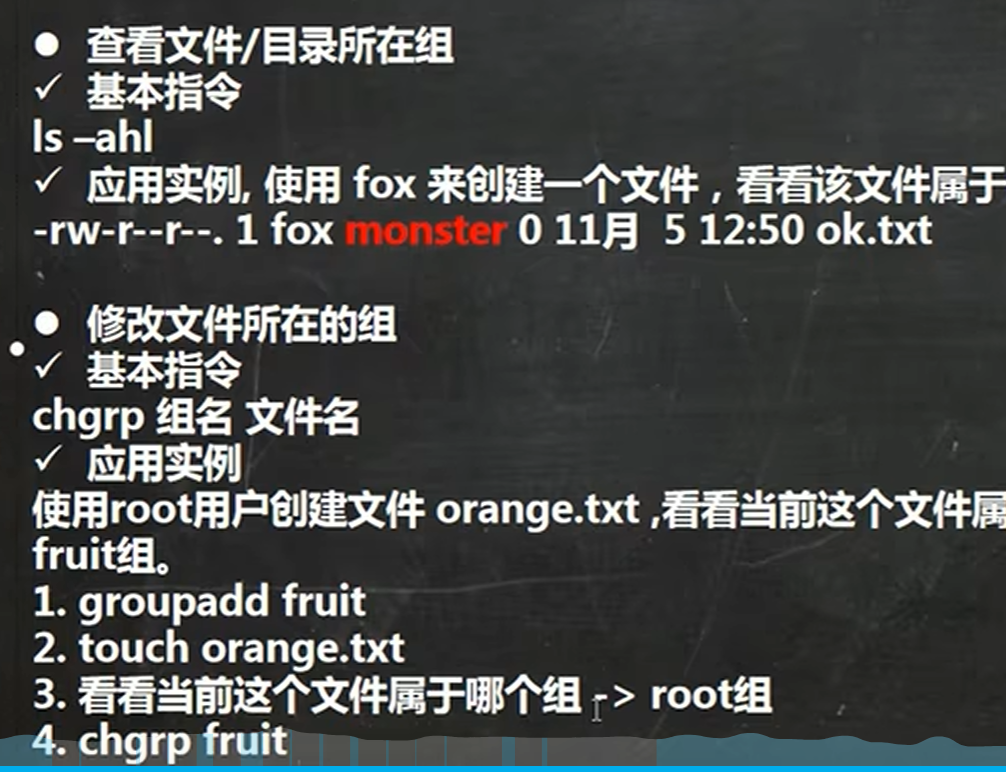 ● 查看文件/目录所在组
✓ 基本指令
ls –ahl
✓ 应用实例, 使用 fox 来创建一个文件，看看该文件属于
-rw-r--r--. 1 fox monster 0 11月  5 12:50 ok.txt
● 修改文件所在的组
✓ 基本指令
chgrp 组名 文件名
✓ 应用实例
使用root用户创建文件 orange.txt ,看看当前这个文件属
fruit组。
1. groupadd fruit
2. touch orange.txt
3. 看看当前这个文件属于哪个组 -> root组
4. chgrp fruit